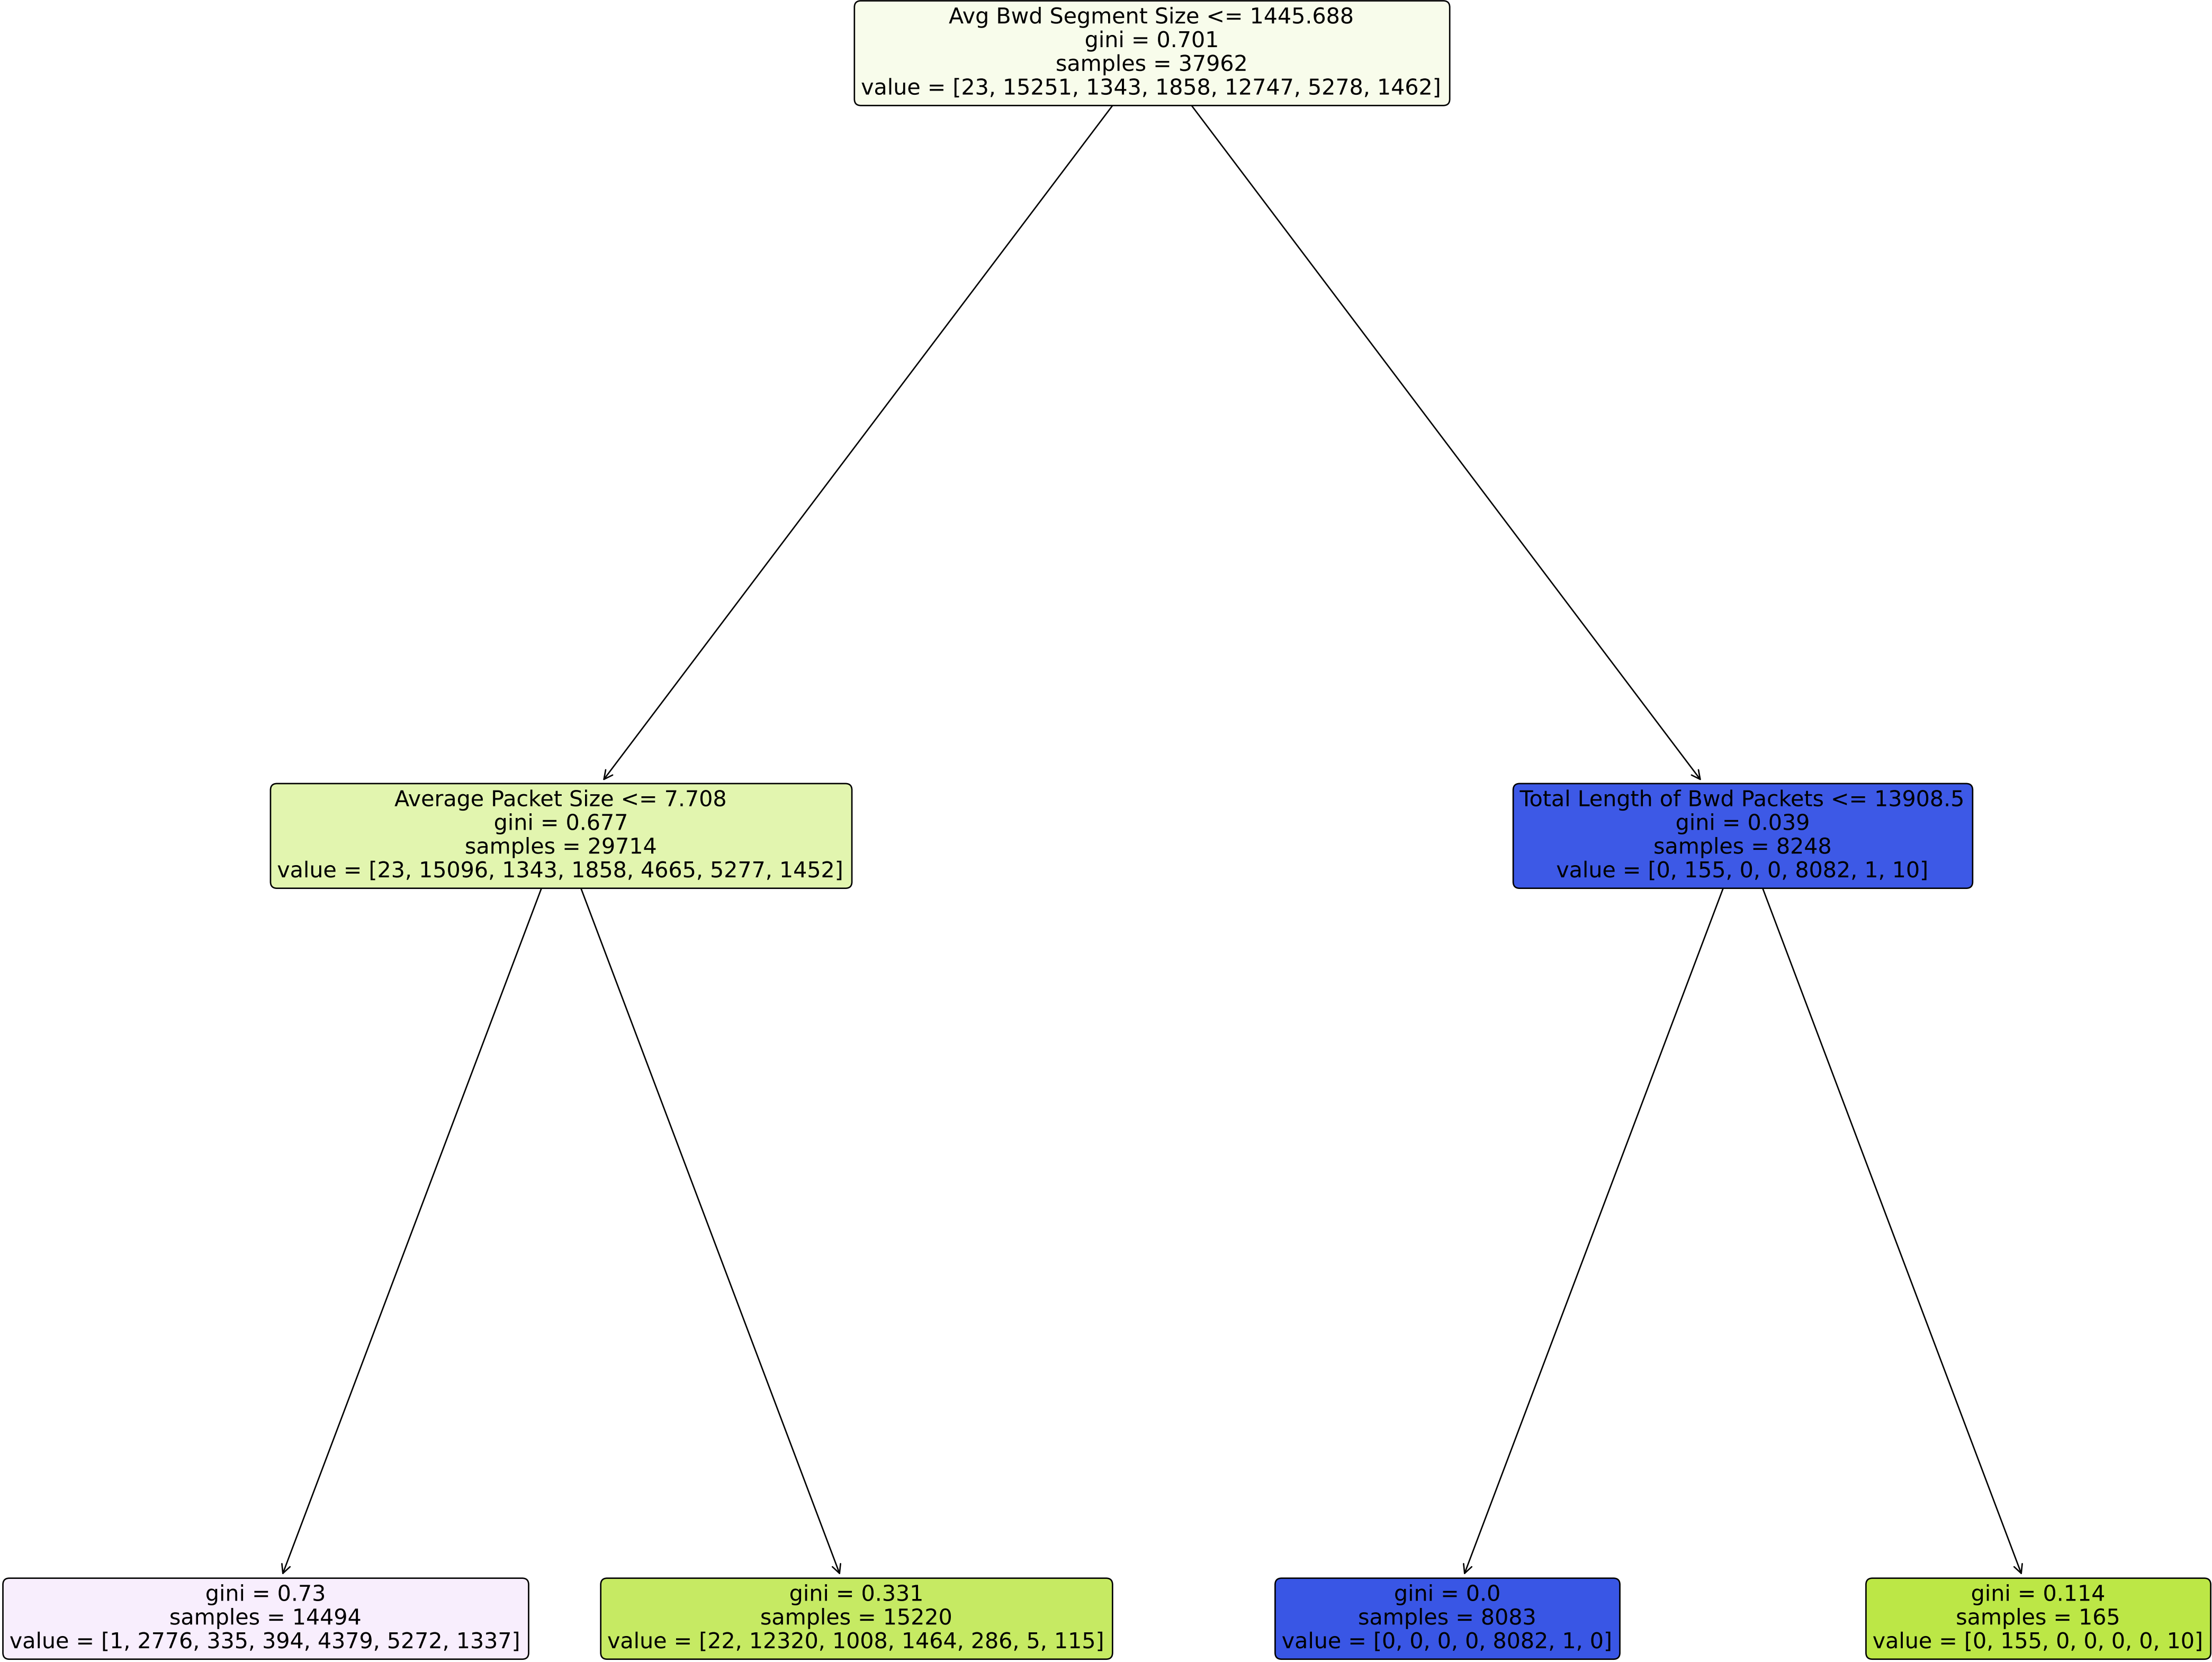 Avg Bwd Segment Size <= 1445.688
gini = 0.701
samples = 37962
value = [23, 15251, 1343, 1858, 12747, 5278, 1462]
Average Packet Size <= 7.708
gini = 0.677
samples = 29714
value = [23, 15096, 1343, 1858, 4665, 5277, 1452]
Total Length of Bwd Packets <= 13908.5
gini = 0.039
samples = 8248
value = [0, 155, 0, 0, 8082, 1, 10]
gini = 0.73
samples = 14494
value = [1, 2776, 335, 394, 4379, 5272, 1337]
gini = 0.331
samples = 15220
value = [22, 12320, 1008, 1464, 286, 5, 115]
gini = 0.0
samples = 8083
value = [0, 0, 0, 0, 8082, 1, 0]
gini = 0.114
samples = 165
value = [0, 155, 0, 0, 0, 0, 10]